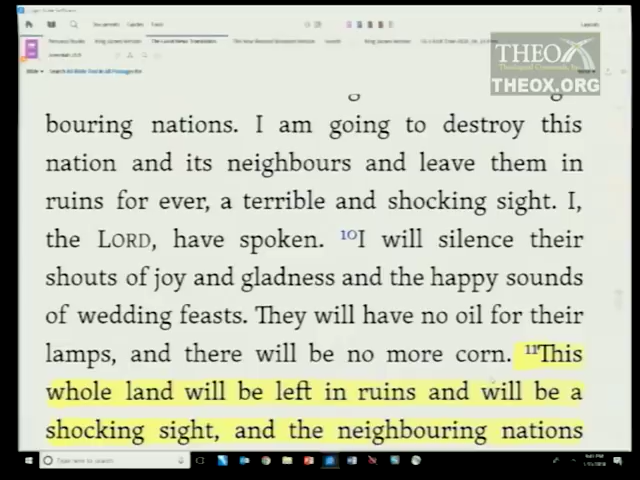 THEOX
THEOX.ORG
bouring nations. I am going to destroy this
nation and its neighbours and leave them in
ruins for ever, a terrible and shocking sight. I,
the LORD, have spoken. ¹⁰I will silence their
shouts of joy and gladness and the happy sounds
of wedding feasts. They will have no oil for their
lamps, and there will be no more corn. ¹¹This
whole land will be left in ruins and will be a
shocking sight, and the neighbouring nations
Type here to search